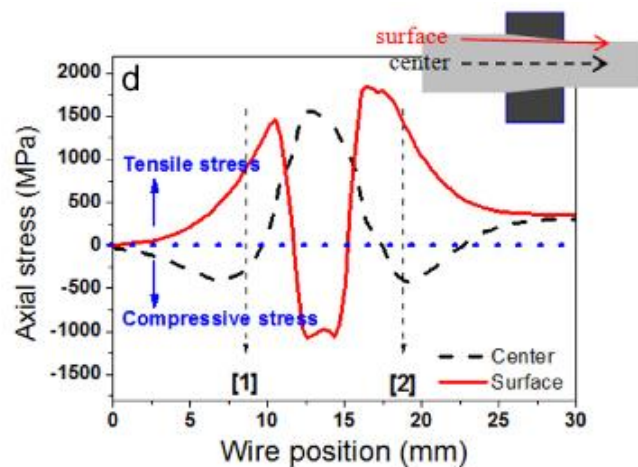 surface
center
d
2000
1500
1000
500
0
-500
-1000
-1500
Axial stress (MPa)
Tensile stress
Compressive stress
[1]
[2]
Center
Surface
0 5 10 15 20 25 30
Wire position (mm)